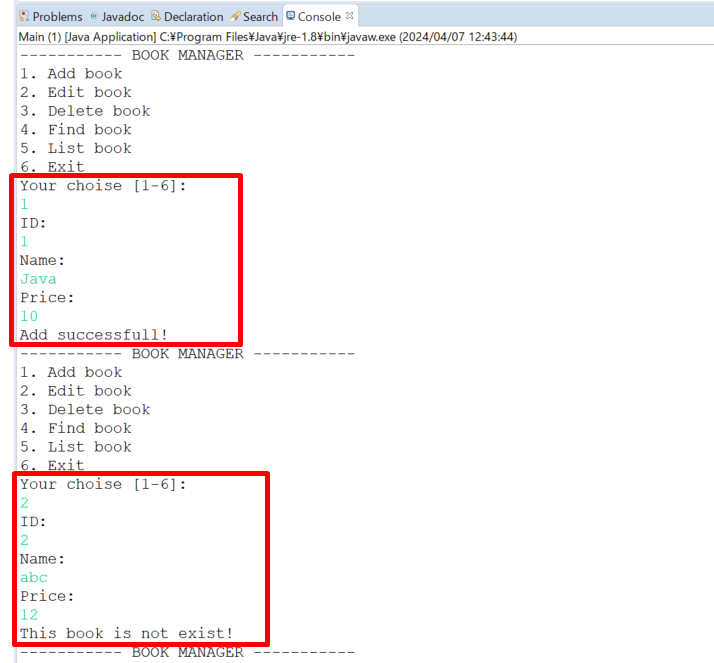 Problems @ Javadoc Declaration Search Console
Main (1) [Java Application] C:¥Program Files¥Java¥jre-1.8¥bin¥javaw.exe (2024/04/07 12:43:44)
----------- BOOK MANAGER -----------
1. Add book
2. Edit book
3. Delete book
4. Find book
5. List book
6. Exit
Your choise [1-6]:
1
ID:
1
Name:
Java
Price:
10
Add successfull!
----------- BOOK MANAGER -----------
1. Add book
2. Edit book
3. Delete book
4. Find book
5. List book
6. Exit
Your choise [1-6]:
2
ID:
2
Name:
abc
Price:
12
This book is not exist!
----------- BOOK MANAGER -----------